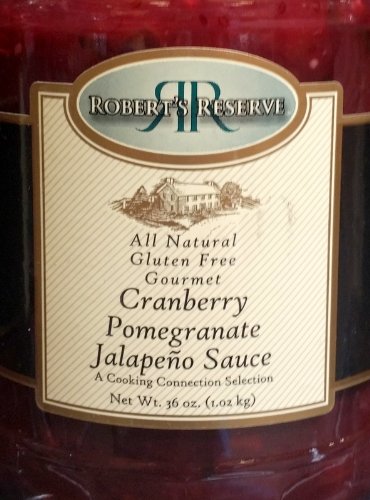 RR
ROBERT'S RESERVE
All Natural
Gluten Free
Gourmet
Cranberry
Pomegranate
Jalapeño Sauce
A Cooking Connection Selection
Net Wt. 36 oz. (1.02 kg)